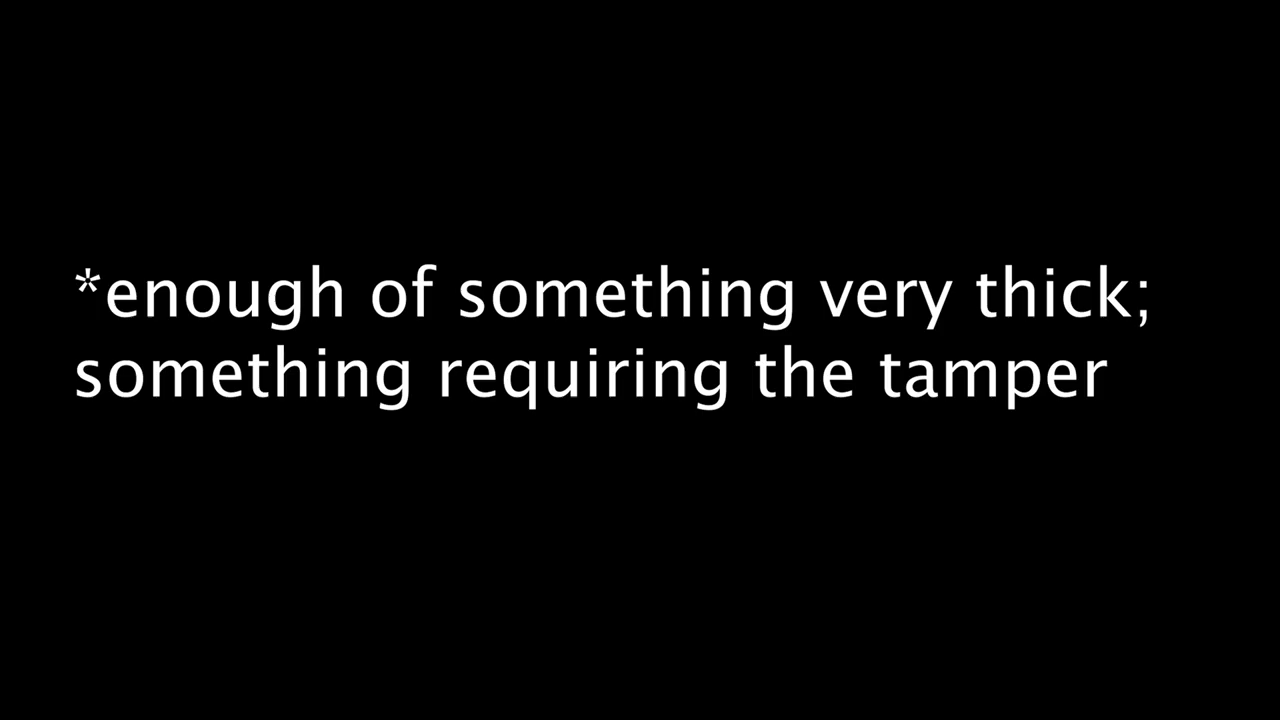 *enough of something very thick;
something requiring the tamper